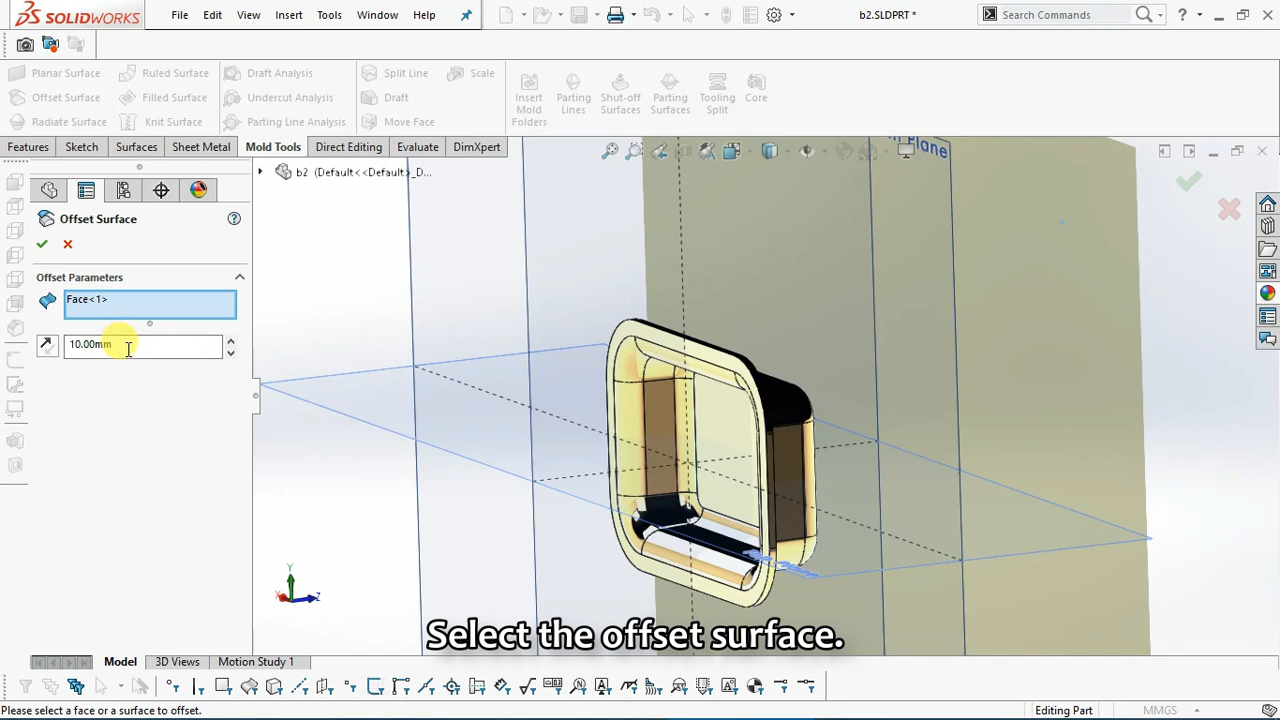 SOLIDWORKS File Edit View Insert Tools Window Help b2.SLDPRT * Search Commands ?
Planar Surface Ruled Surface Draft Analysis Split Line Scale
Offset Surface Filled Surface Undercut Analysis Draft
Radiate Surface Knit Surface Parting Line Analysis Move Face
Insert Mold Folders
Parting Lines
Shut-off Surfaces
Parting Surfaces
Tooling Split
Core
Features Sketch Surfaces Sheet Metal Mold Tools Direct Editing Evaluate DimXpert
Plane
b2 (Default<<Default>_D...
Offset Surface ?
Offset Parameters
Face<1>
10.00mm
Y
X Z
Select the offset surface.
Model 3D Views Motion Study 1
Please select a face or a surface to offset. Editing Part MMGS